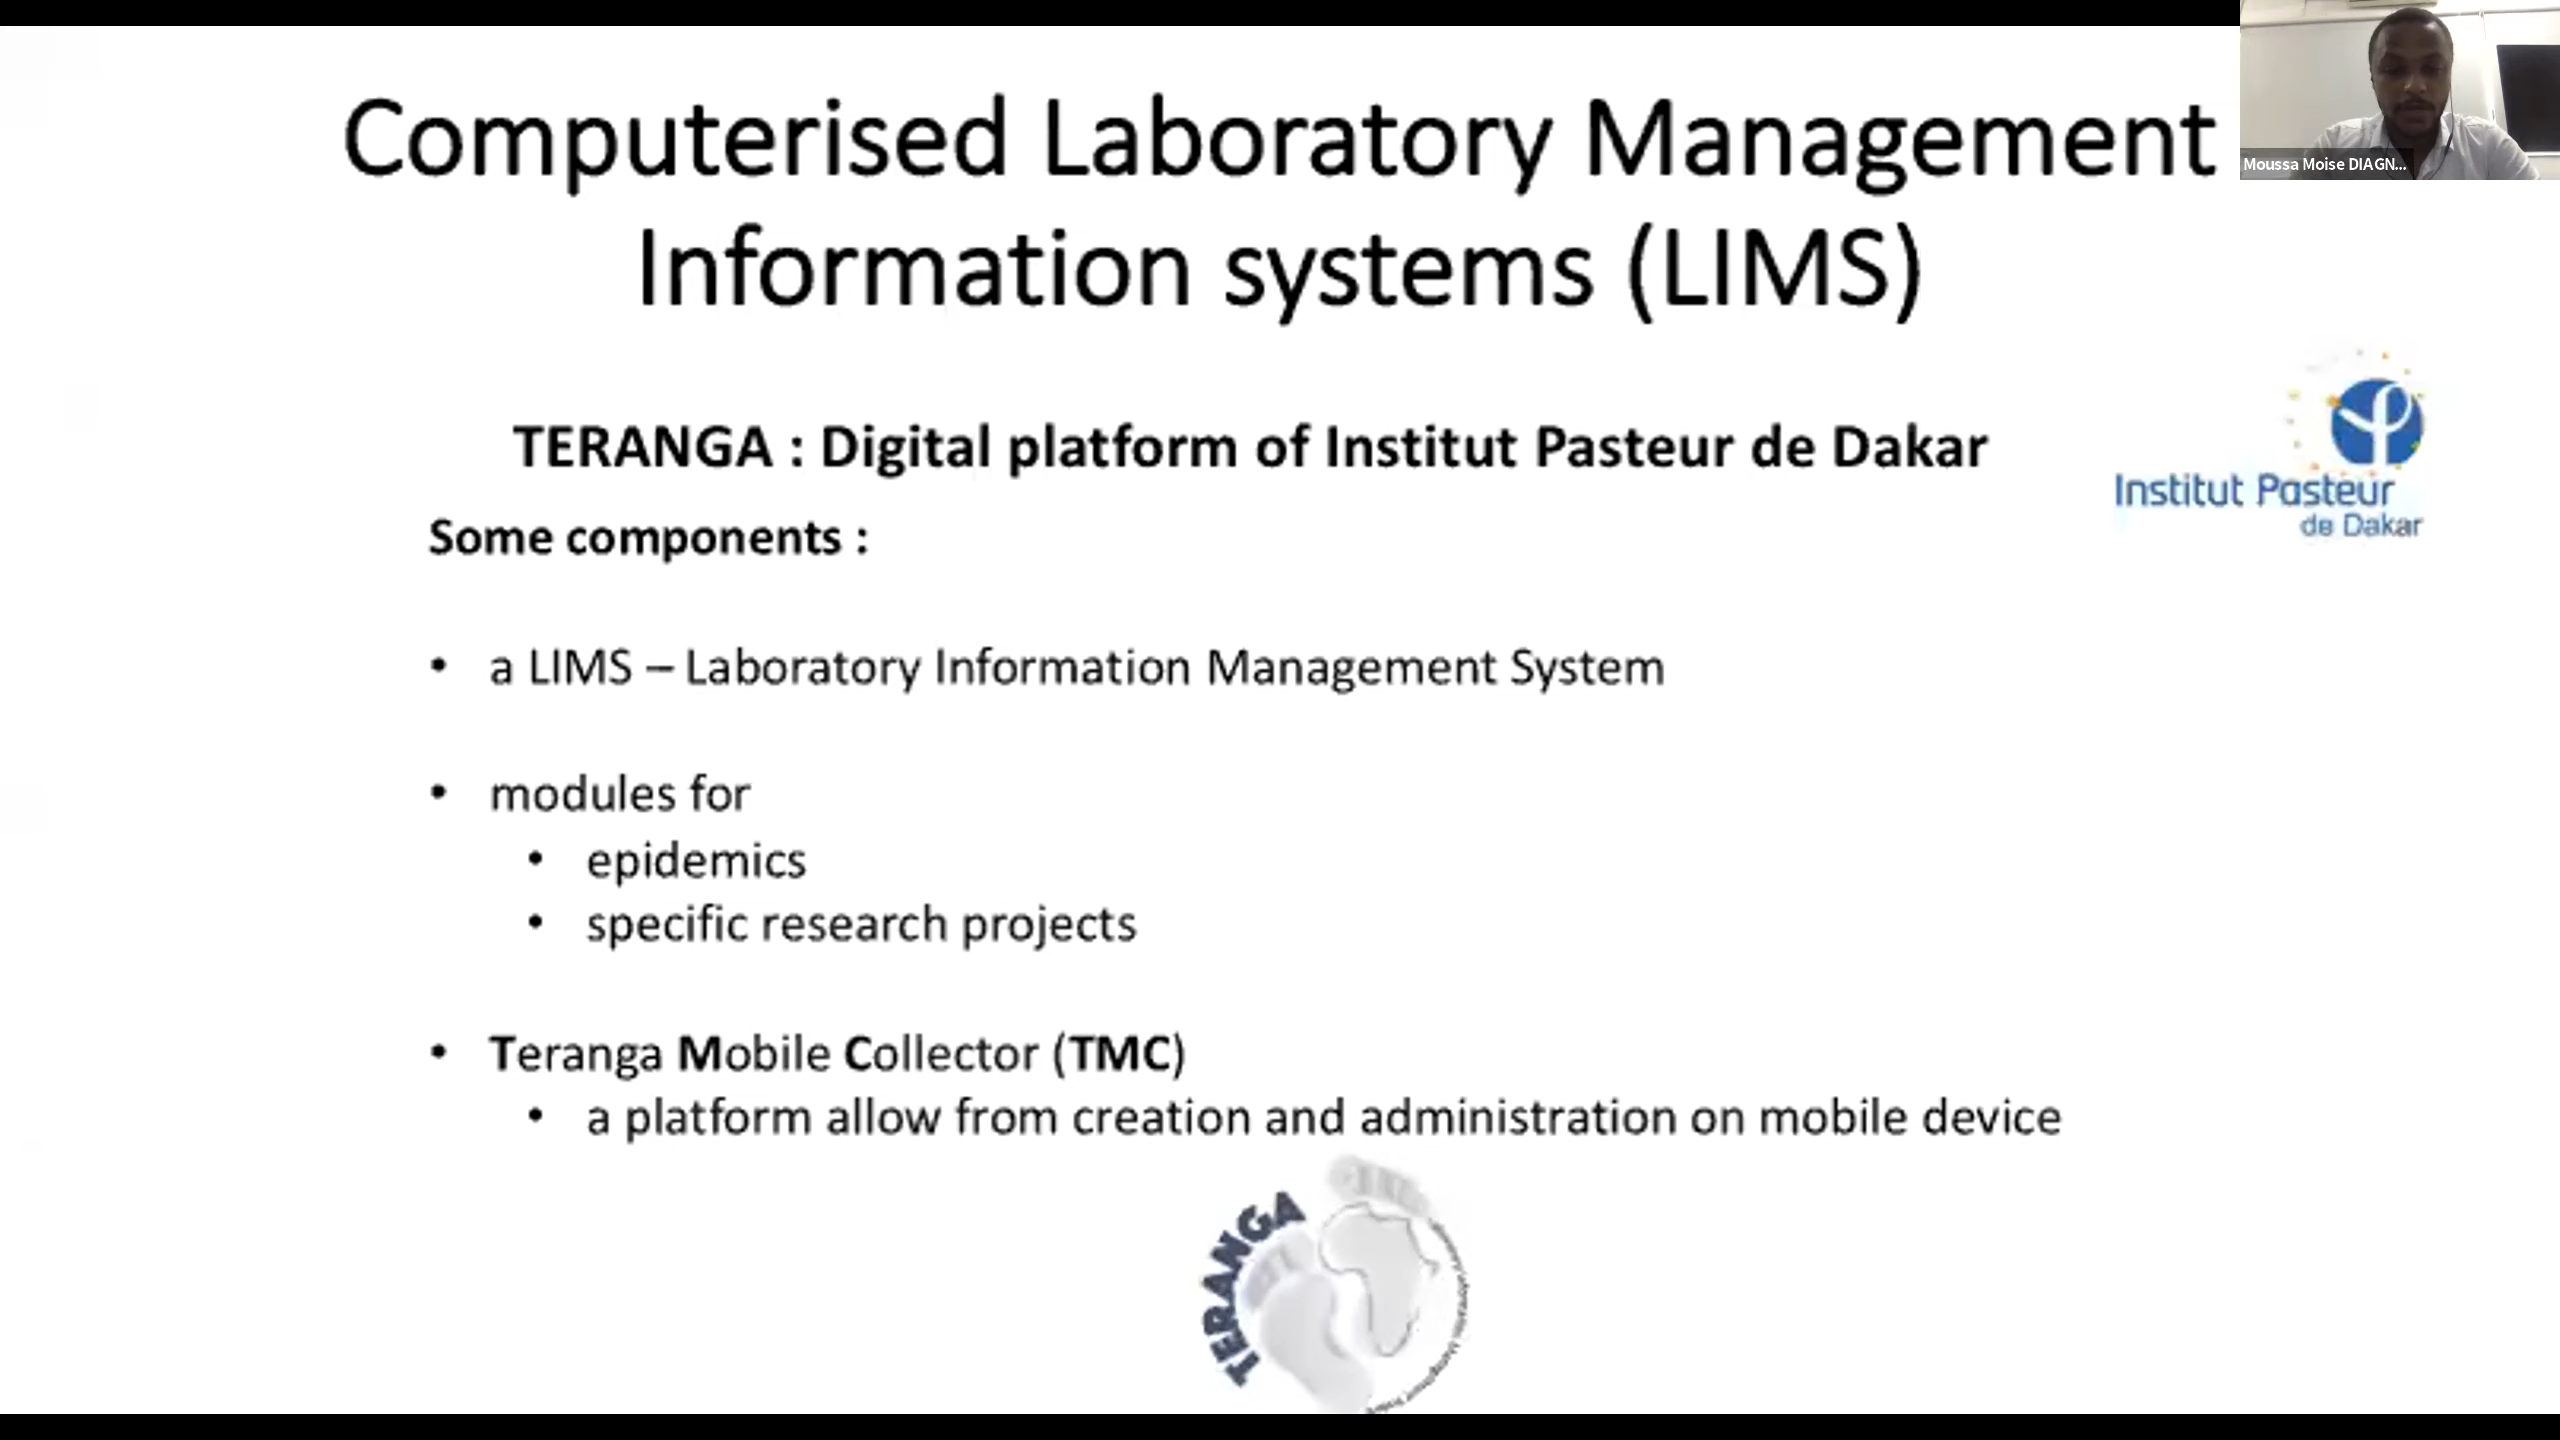 Computerised Laboratory Management
Information systems (LIMS)
Moussa Moise DIAGN...
TERANGA : Digital platform of Institut Pasteur de Dakar
Institut Pasteur
de Dakar
Some components :
• a LIMS – Laboratory Information Management System
• modules for
• epidemics
• specific research projects
• Teranga Mobile Collector (TMC)
• a platform allow from creation and administration on mobile device
TERANGA